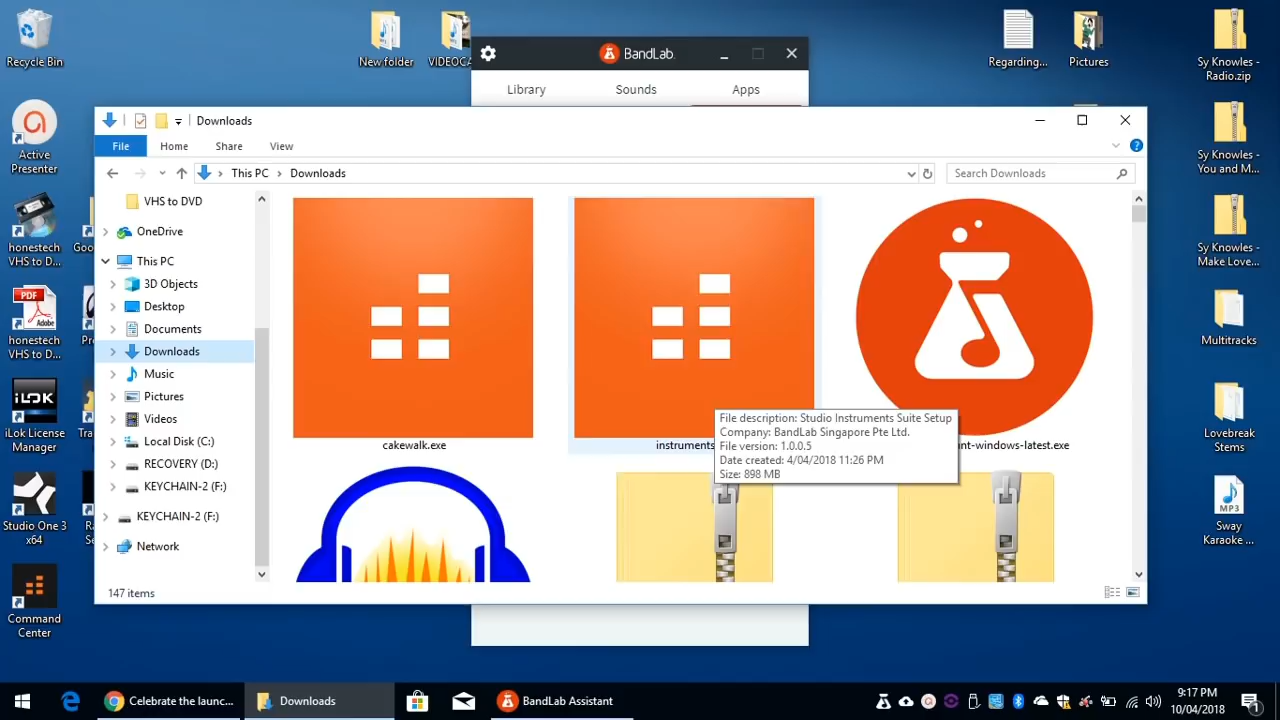 Recycle Bin
New folder
VIDEOCA
Regarding...
Pictures
Sy Knowles -
Radio.zip
BandLab.
Library
Sounds
Apps
Active
Presenter
Downloads
Sy Knowles -
You and M...
File
Home
Share
View
This PC
Downloads
Search Downloads
honestech
VHS to D...
VHS to DVD
OneDrive
This PC
3D Objects
Desktop
Documents
Downloads
Music
Pictures
Videos
Local Disk (C:)
RECOVERY (D:)
KEYCHAIN-2 (F:)
KEYCHAIN-2 (F:)
Network
Sy Knowles -
Make Love...
PDF
Adobe
honestech
VHS to D...
Multitracks
File description: Studio Instruments Suite Setup
Company: BandLab Singapore Pte Ltd.
File version: 1.0.0.5
Date created: 4/04/2018 11:26 PM
Size: 898 MB
cakewalk.exe
instruments
nt-windows-latest.exe
iLOK
iLok License
Manager
Lovebreak
Stems
Studio One 3
x64
MP3
Sway
Karaoke ...
147 items
Command
Center
Celebrate the launc...
Downloads
BandLab Assistant
9:17 PM
10/04/2018
1